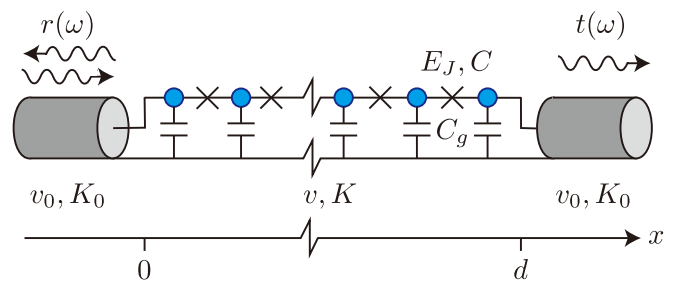 r(ω) t(ω)
E_J, C
C_g
v_0, K_0 v, K v_0, K_0
x
0 d